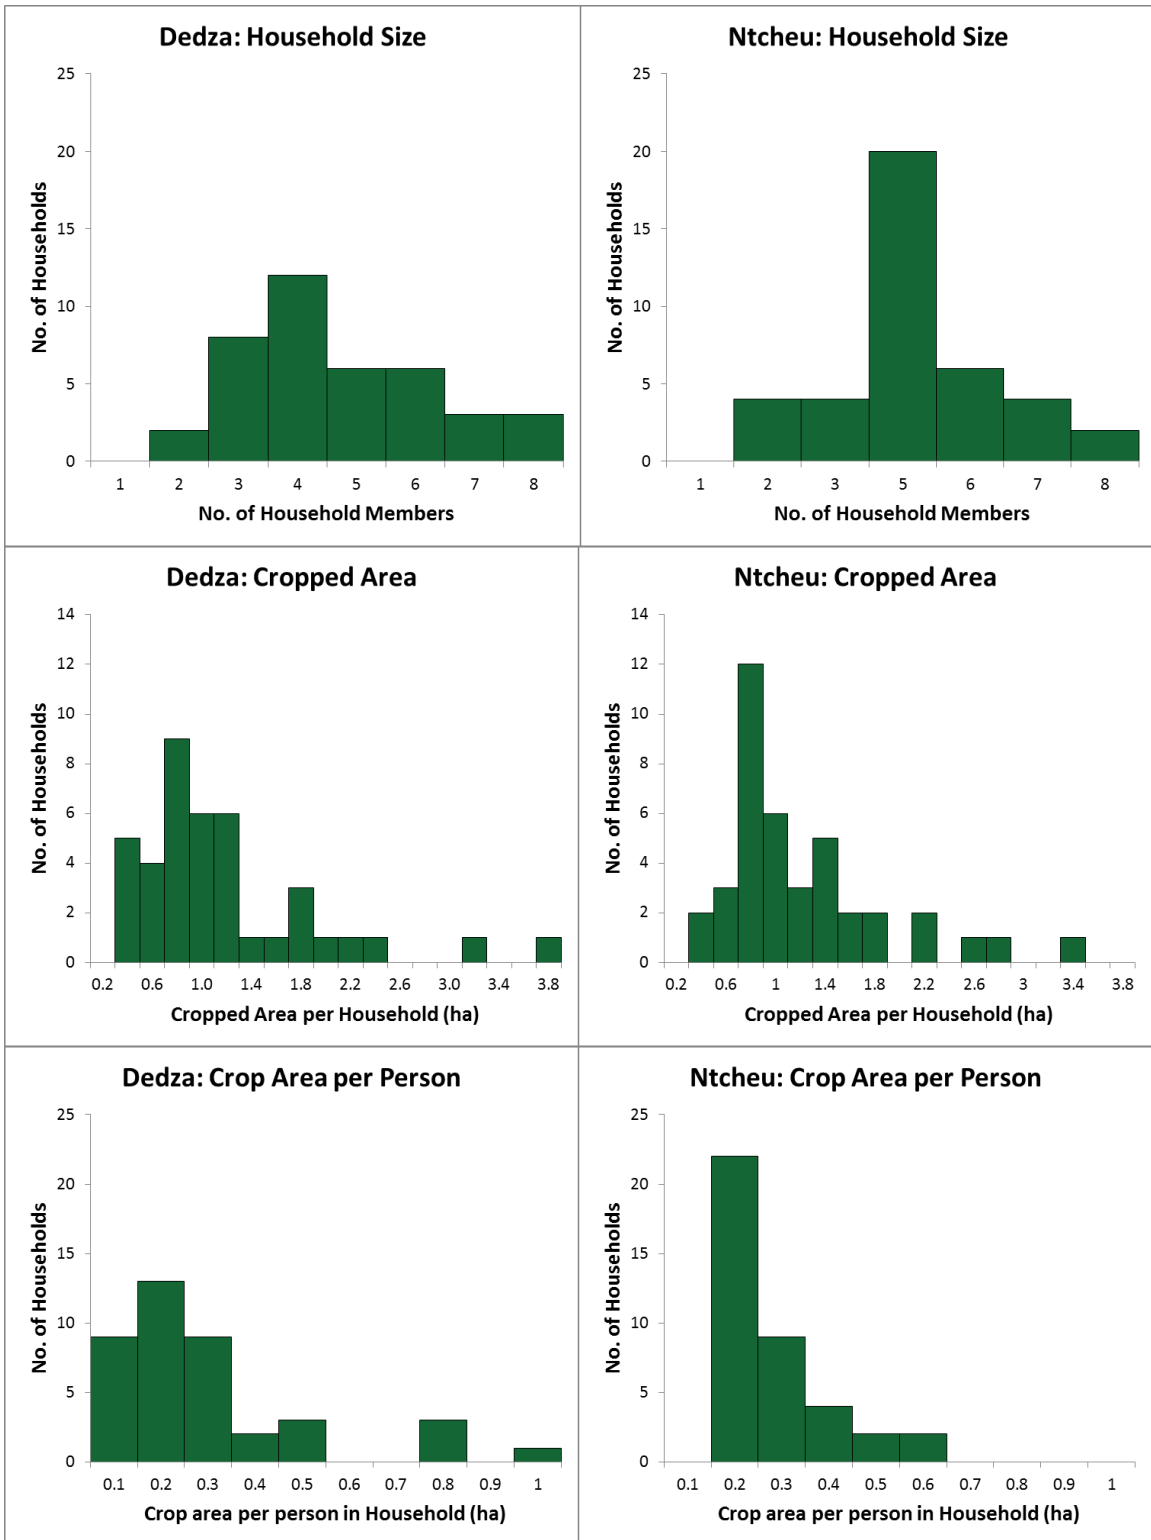 Dedza: Household Size
25
20
15
10
5
0
No. of Households
1 2 3 4 5 6 7 8
No. of Household Members
Ntcheu: Household Size
25
20
15
10
5
0
No. of Households
1 2 3 5 6 7 8
No. of Household Members
Dedza: Cropped Area
14
12
10
8
6
4
2
0
No. of Households
0.2 0.6 1.0 1.4 1.8 2.2 2.6 3.0 3.4 3.8
Cropped Area per Household (ha)
Ntcheu: Cropped Area
14
12
10
8
6
4
2
0
No. of Households
0.2 0.6 1 1.4 1.8 2.2 2.6 3 3.4 3.8
Cropped Area per Household (ha)
Dedza: Crop Area per Person
25
20
15
10
5
0
No. of Households
0.1 0.2 0.3 0.4 0.5 0.6 0.7 0.8 0.9 1
Crop area per person in Household (ha)
Ntcheu: Crop Area per Person
25
20
15
10
5
0
No. of Households
0.1 0.2 0.3 0.4 0.5 0.6 0.7 0.8 0.9 1
Crop area per person in Household (ha)